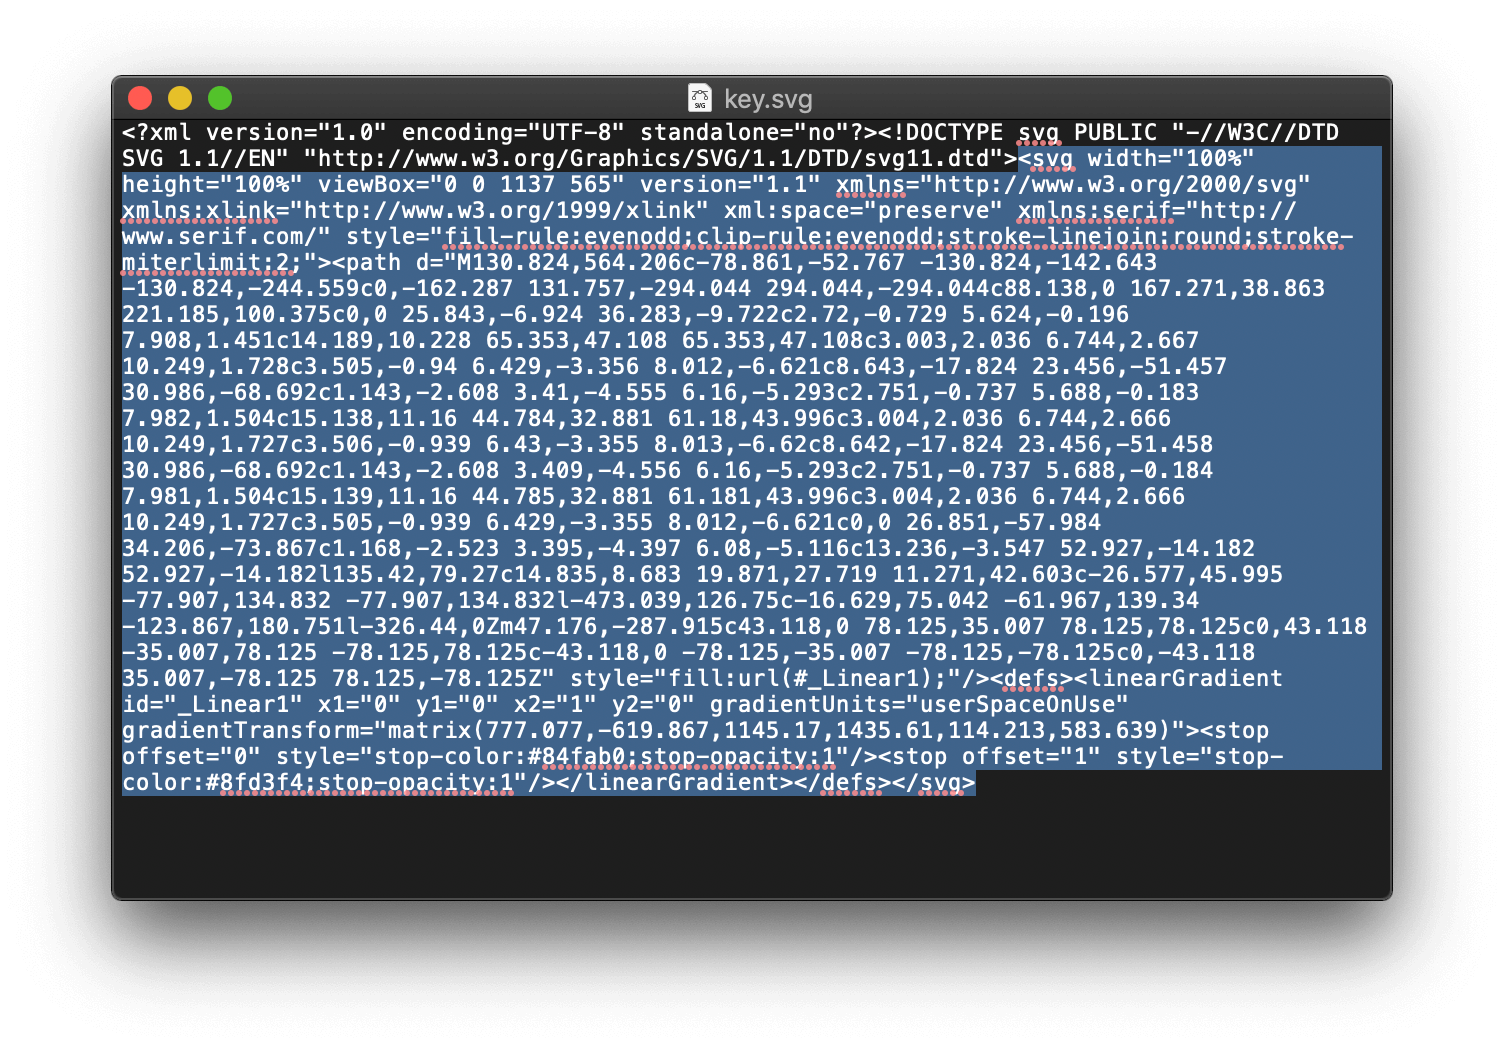 SVG
key.svg
<?xml version="1.0" encoding="UTF-8" standalone="no"?><!DOCTYPE svg PUBLIC "-//W3C//DTD
SVG 1.1//EN" "http://www.w3.org/Graphics/SVG/1.1/DTD/svg11.dtd"><svg width="100%"
height="100%" viewBox="0 0 1137 565" version="1.1" xmlns="http://www.w3.org/2000/svg"
xmlns:xlink="http://www.w3.org/1999/xlink" xml:space="preserve" xmlns:serif="http://
www.serif.com/" style="fill-rule:evenodd;clip-rule:evenodd;stroke-linejoin:round;stroke-
miterlimit:2;"><path d="M130.824,564.206c-78.861,-52.767 -130.824,-142.643
-130.824,-244.559c0,-162.287 131.757,-294.044 294.044,-294.044c88.138,0 167.271,38.863
221.185,100.375c0,0 25.843,-6.924 36.283,-9.722c2.72,-0.729 5.624,-0.196
7.908,1.451c14.189,10.228 65.353,47.108 65.353,47.108c3.003,2.036 6.744,2.667
10.249,1.728c3.505,-0.94 6.429,-3.356 8.012,-6.621c8.643,-17.824 23.456,-51.457
30.986,-68.692c1.143,-2.608 3.41,-4.555 6.16,-5.293c2.751,-0.737 5.688,-0.183
7.982,1.504c15.138,11.16 44.784,32.881 61.18,43.996c3.004,2.036 6.744,2.666
10.249,1.727c3.506,-0.939 6.43,-3.355 8.013,-6.62c8.642,-17.824 23.456,-51.458
30.986,-68.692c1.143,-2.608 3.409,-4.556 6.16,-5.293c2.751,-0.737 5.688,-0.184
7.981,1.504c15.139,11.16 44.785,32.881 61.181,43.996c3.004,2.036 6.744,2.666
10.249,1.727c3.505,-0.939 6.429,-3.355 8.012,-6.621c0,0 26.851,-57.984
34.206,-73.867c1.168,-2.523 3.395,-4.397 6.08,-5.116c13.236,-3.547 52.927,-14.182
52.927,-14.182l135.42,79.27c14.835,8.683 19.871,27.719 11.271,42.603c-26.577,45.995
-77.907,134.832 -77.907,134.832l-473.039,126.75c-16.629,75.042 -61.967,139.34
-123.867,180.751l-326.44,0Zm47.176,-287.915c43.118,0 78.125,35.007 78.125,78.125c0,43.118
-35.007,78.125 -78.125,78.125c-43.118,0 -78.125,-35.007 -78.125,-78.125c0,-43.118
35.007,-78.125 78.125,-78.125Z" style="fill:url(#_Linear1);"/><defs><linearGradient
id="_Linear1" x1="0" y1="0" x2="1" y2="0" gradientUnits="userSpaceOnUse"
gradientTransform="matrix(777.077,-619.867,1145.17,1435.61,114.213,583.639)"><stop
offset="0" style="stop-color:#84fab0;stop-opacity:1"/><stop offset="1" style="stop-
color:#8fd3f4;stop-opacity:1"/></linearGradient></defs></svg>